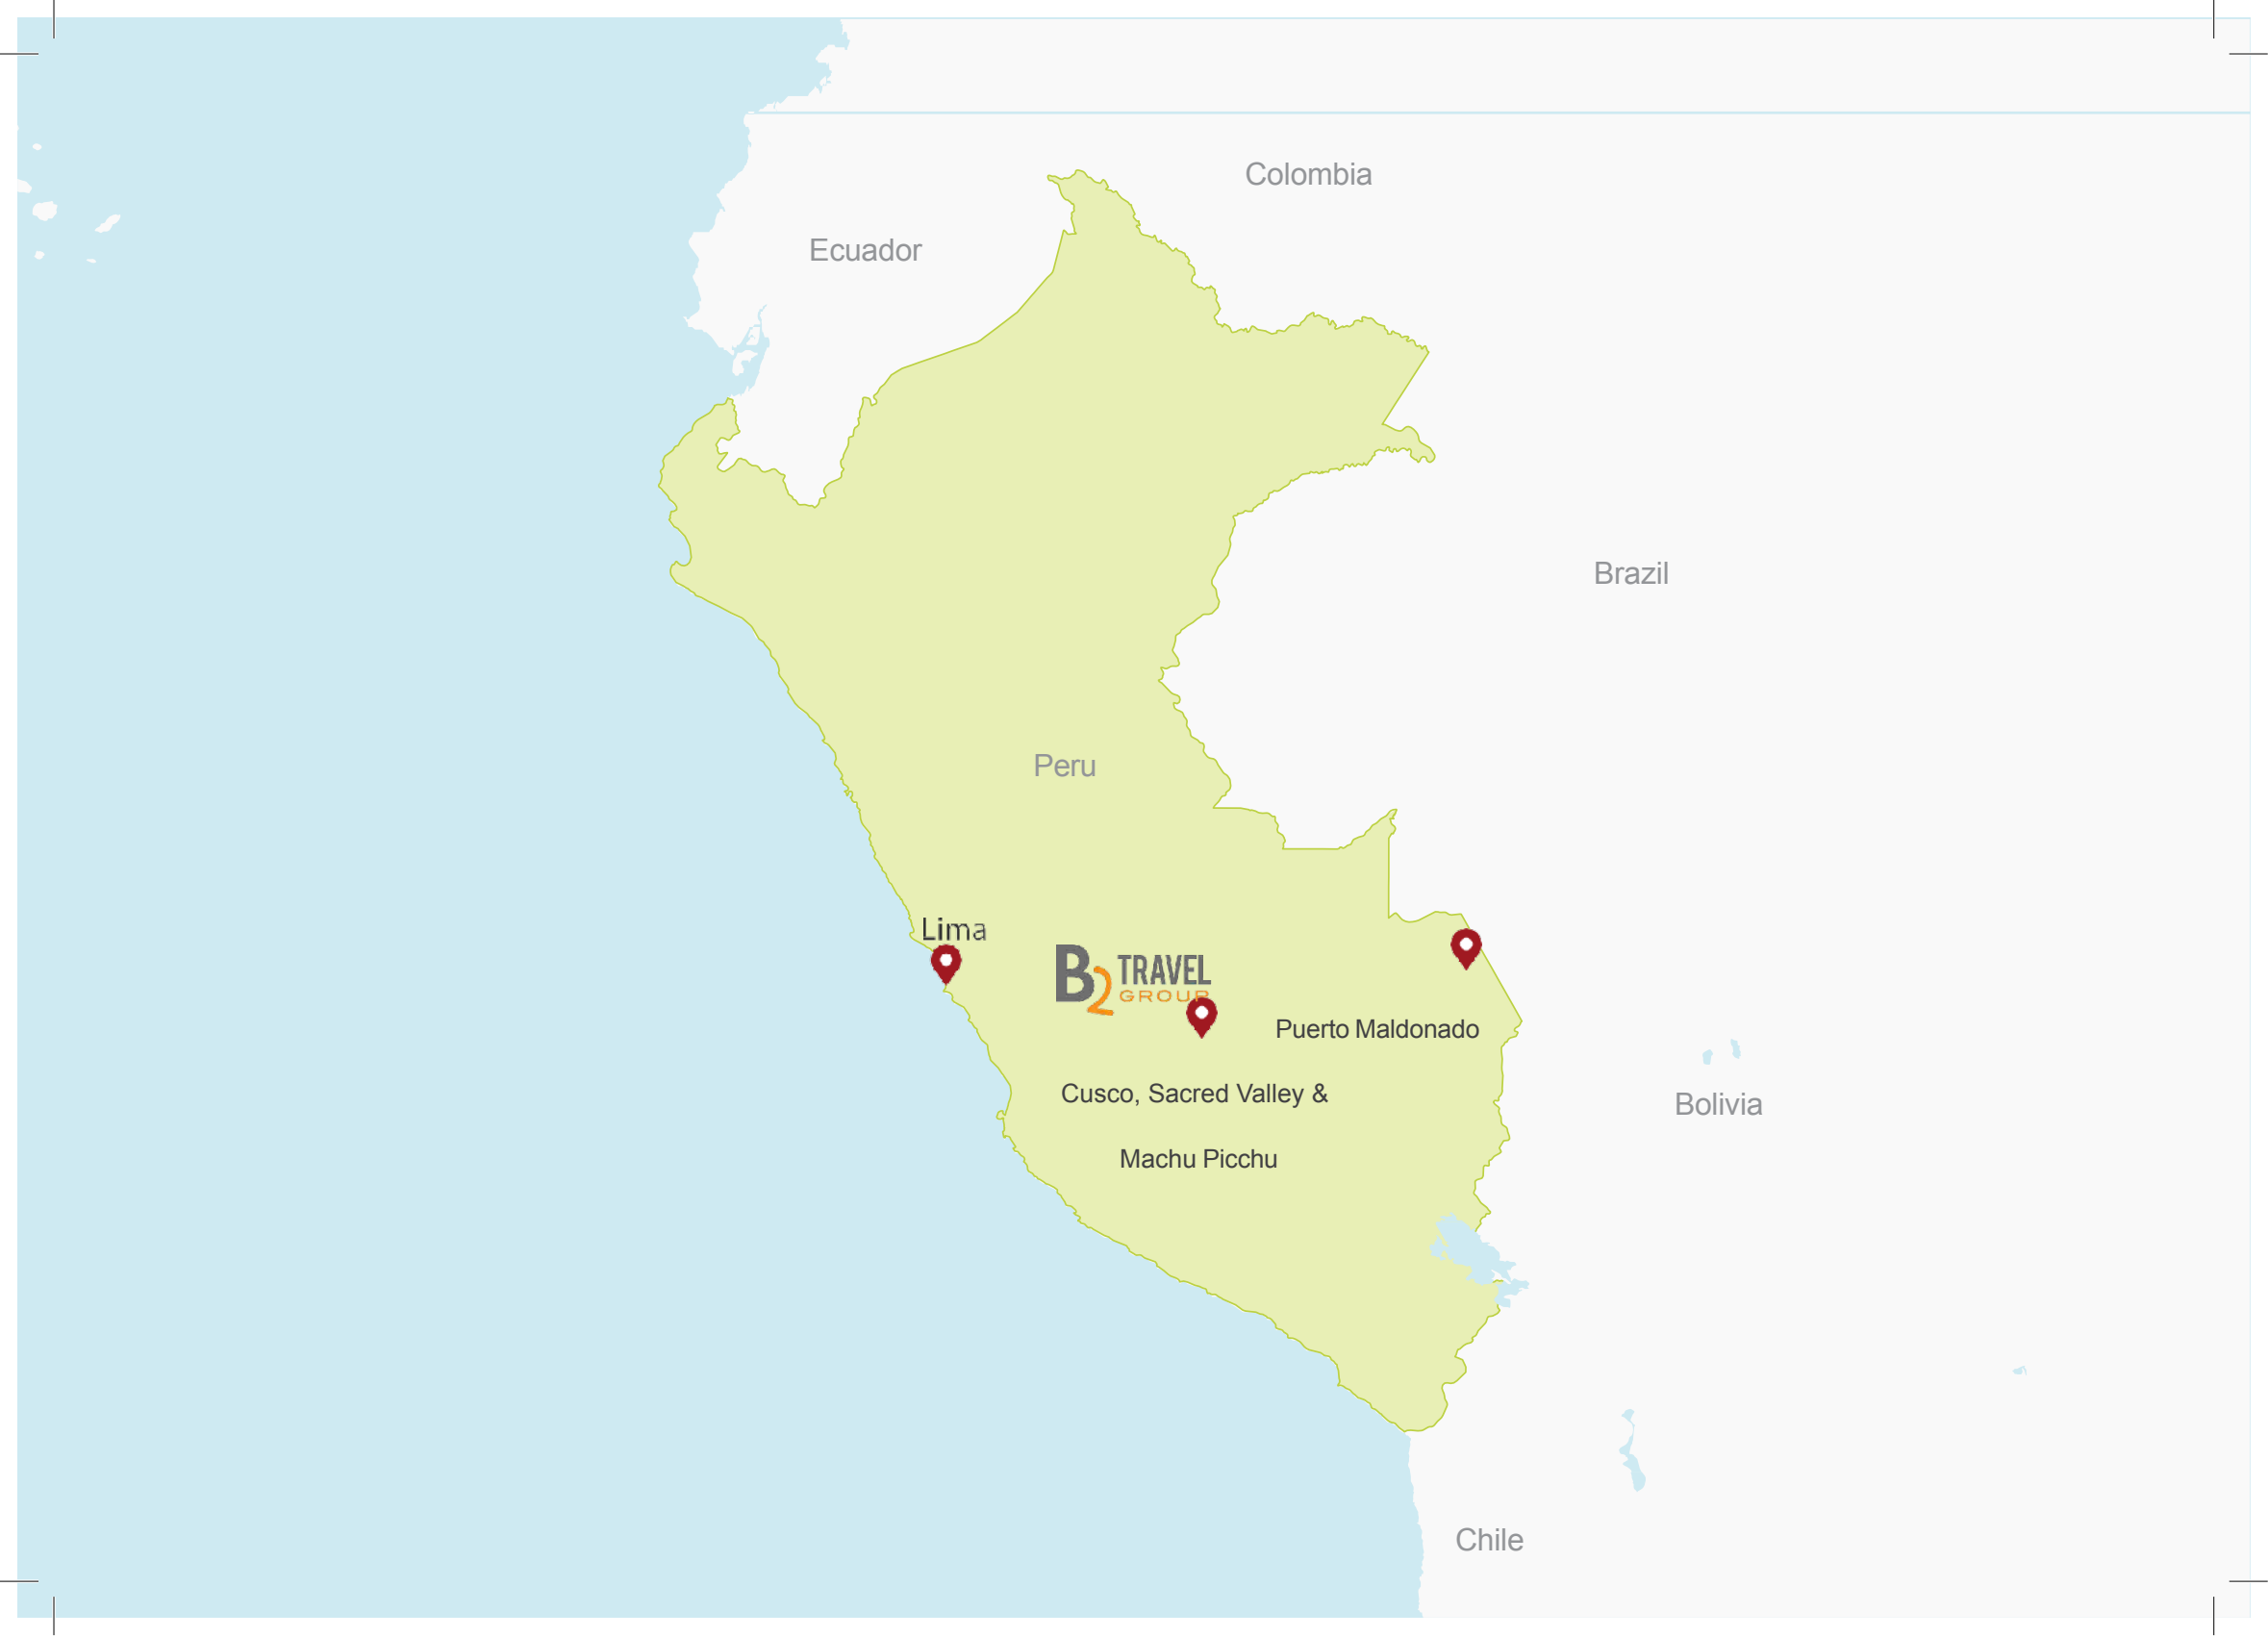 Colombia
Ecuador
Brazil
Peru
Lima
B2 TRAVEL
GROUP
Puerto Maldonado
Cusco, Sacred Valley &
Machu Picchu
Bolivia
Chile